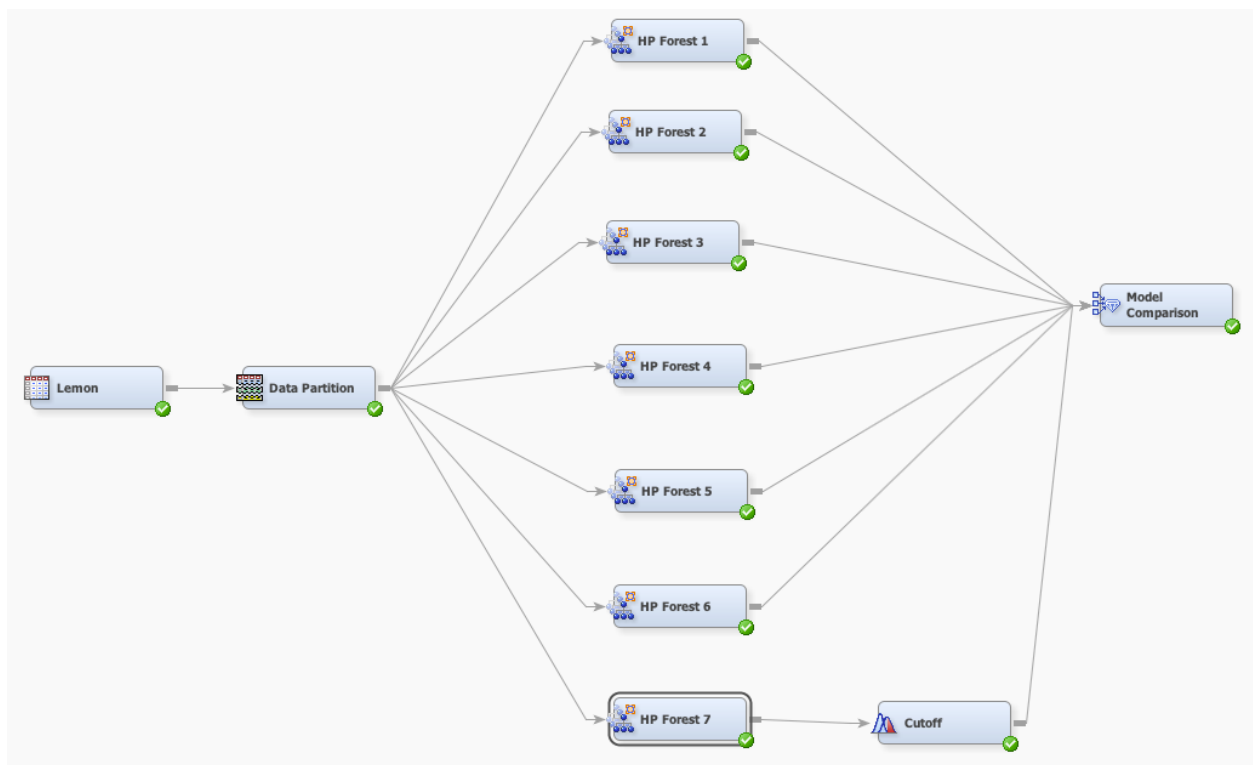 HP Forest 1
HP Forest 2
HP Forest 3
Model
Comparison
HP Forest 4
Lemon
Data Partition
HP Forest 5
HP Forest 6
HP Forest 7
Cutoff